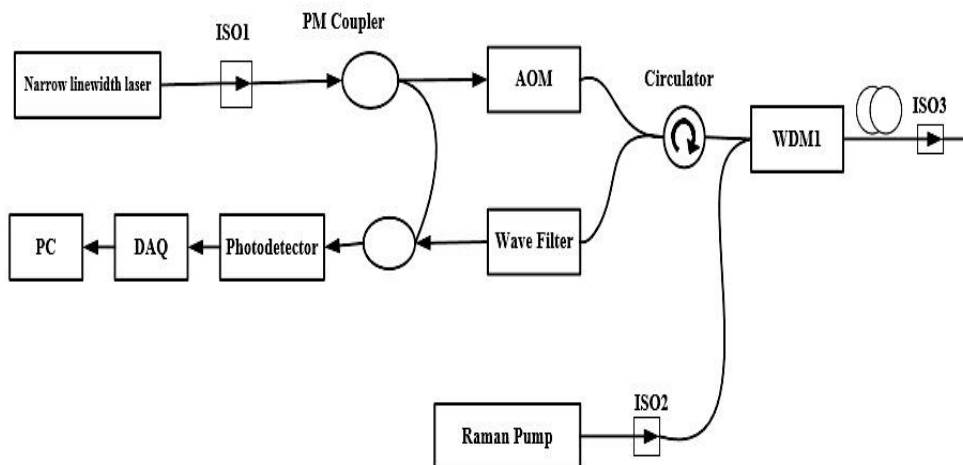 PM Coupler
ISO1
Narrow linewidth laser
AOM
Circulator
WDM1
ISO3
PC
DAQ
Photodetector
Wave Filter
ISO2
Raman Pump